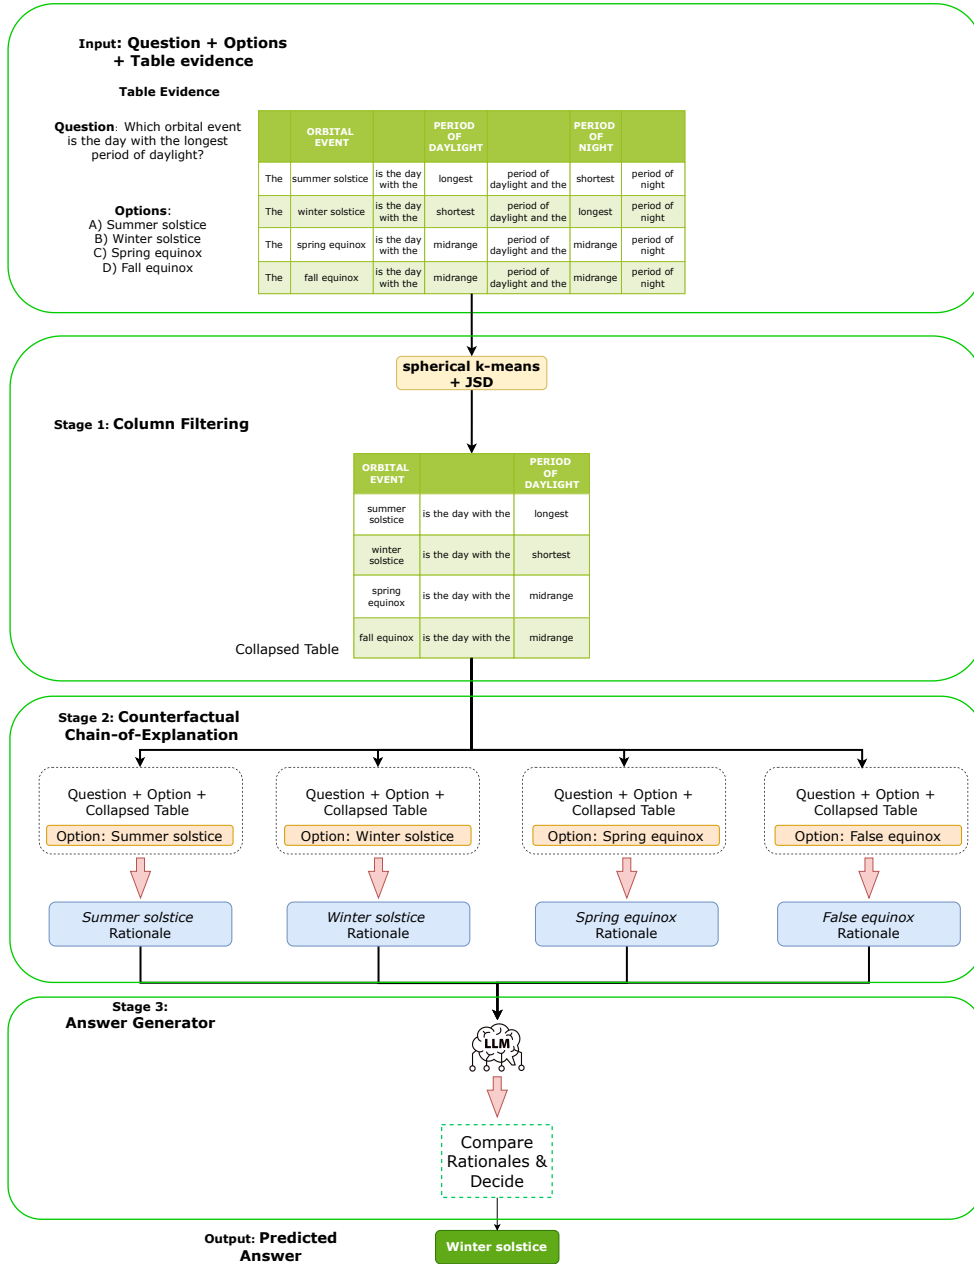 Input: Question + Options
+ Table evidence
Table Evidence
Question: Which orbital event
is the day with the longest
period of daylight?
Options:
A) Summer solstice
B) Winter solstice
C) Spring equinox
D) Fall equinox
ORBITAL
EVENT
PERIOD
OF
DAYLIGHT
PERIOD
OF
NIGHT
The summer solstice is the day with the longest period of daylight and the shortest period of night
The winter solstice is the day with the shortest period of daylight and the longest period of night
The spring equinox is the day with the midrange period of daylight and the midrange period of night
The fall equinox is the day with the midrange period of daylight and the midrange period of night
spherical k-means
+ JSD
Stage 1: Column Filtering
ORBITAL
EVENT
PERIOD
OF
DAYLIGHT
summer solstice is the day with the longest
winter solstice is the day with the shortest
spring equinox is the day with the midrange
fall equinox is the day with the midrange
Collapsed Table
Stage 2: Counterfactual
Chain-of-Explanation
Question + Option +
Collapsed Table
Option: Summer solstice
Question + Option +
Collapsed Table
Option: Winter solstice
Question + Option +
Collapsed Table
Option: Spring equinox
Question + Option +
Collapsed Table
Option: False equinox
Summer solstice
Rationale
Winter solstice
Rationale
Spring equinox
Rationale
False equinox
Rationale
Stage 3:
Answer Generator
LLM
Compare
Rationales &
Decide
Output: Predicted
Answer
Winter solstice